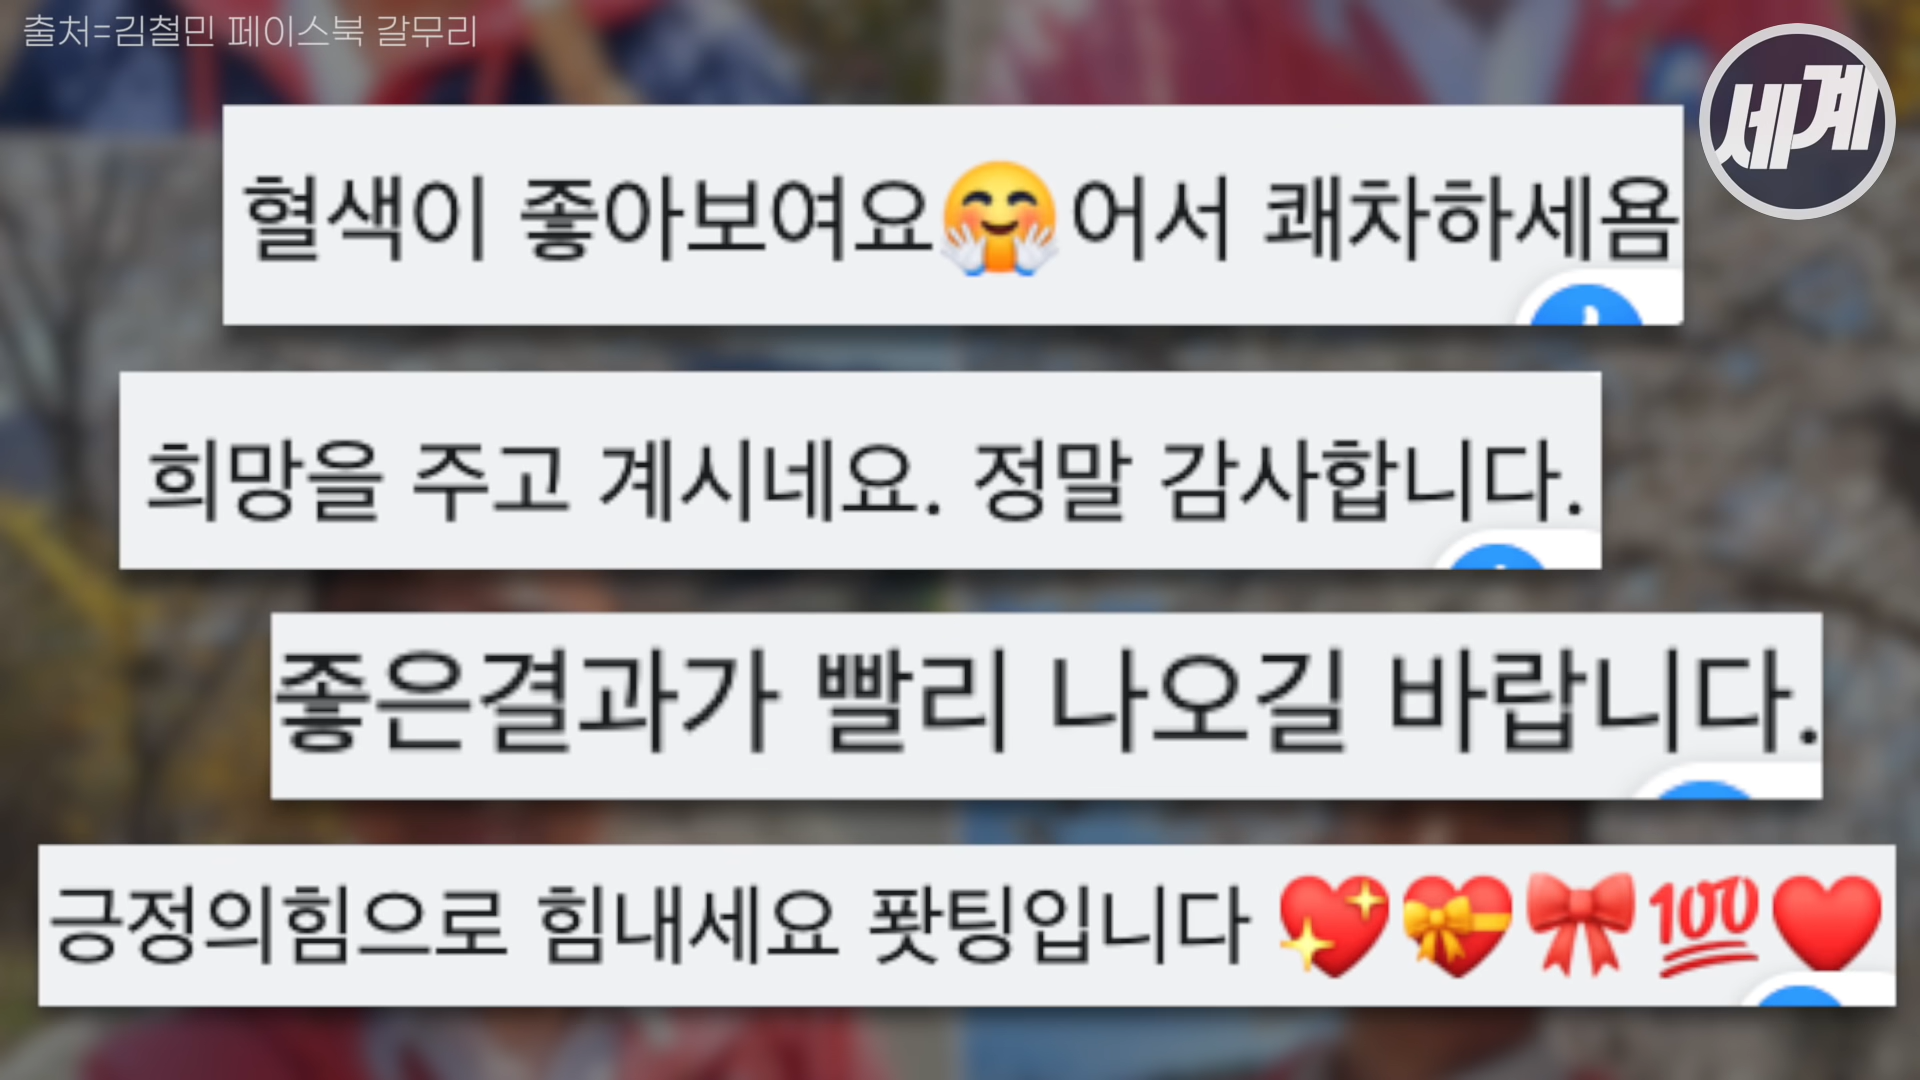 출처=김철민 페이스북 갈무리
세계
혈색이 좋아보여요🤗어서 쾌차하세욤
희망을 주고 계시네요. 정말 감사합니다.
좋은결과가 빨리 나오길 바랍니다.
긍정의힘으로 힘내세요 퐛팅입니다 💖💝🎀💯❤️